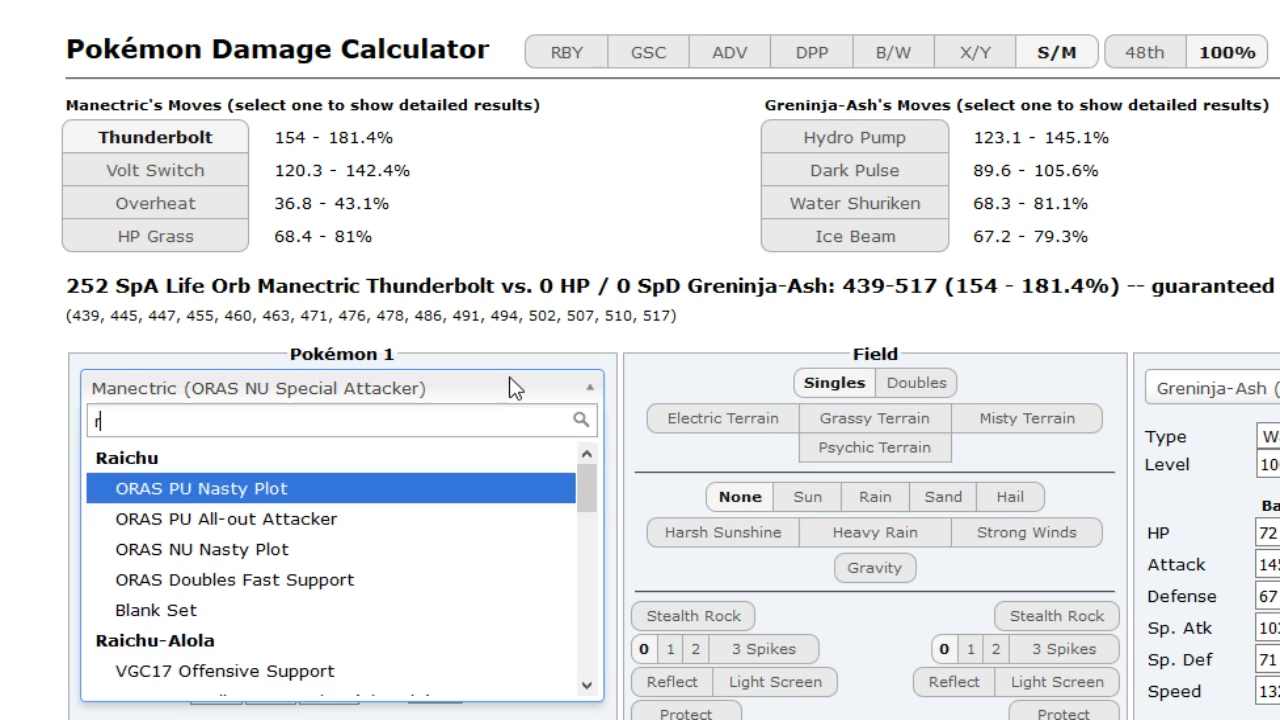 Pokémon Damage Calculator RBY GSC ADV DPP B/W X/Y S/M 48th 100%
Manectric's Moves (select one to show detailed results)
Thunderbolt 154 - 181.4%
Volt Switch 120.3 - 142.4%
Overheat 36.8 - 43.1%
HP Grass 68.4 - 81%
Greninja-Ash's Moves (select one to show detailed results)
Hydro Pump 123.1 - 145.1%
Dark Pulse 89.6 - 105.6%
Water Shuriken 68.3 - 81.1%
Ice Beam 67.2 - 79.3%
252 SpA Life Orb Manectric Thunderbolt vs. 0 HP / 0 SpD Greninja-Ash: 439-517 (154 - 181.4%) -- guaranteed
(439, 445, 447, 455, 460, 463, 471, 476, 478, 486, 491, 494, 502, 507, 510, 517)
Pokémon 1
Manectric (ORAS NU Special Attacker)
r
Raichu
ORAS PU Nasty Plot
ORAS PU All-out Attacker
ORAS NU Nasty Plot
ORAS Doubles Fast Support
Blank Set
Raichu-Alola
VGC17 Offensive Support
Field
Singles Doubles
Electric Terrain Grassy Terrain Misty Terrain
Psychic Terrain
None Sun Rain Sand Hail
Harsh Sunshine Heavy Rain Strong Winds
Gravity
Stealth Rock Stealth Rock
0 1 2 3 Spikes 0 1 2 3 Spikes
Reflect Light Screen Reflect Light Screen
Protect Protect
Greninja-Ash (
Type
Level
HP 72
Attack
Defense 67
Sp. Atk
Sp. Def 71
Speed